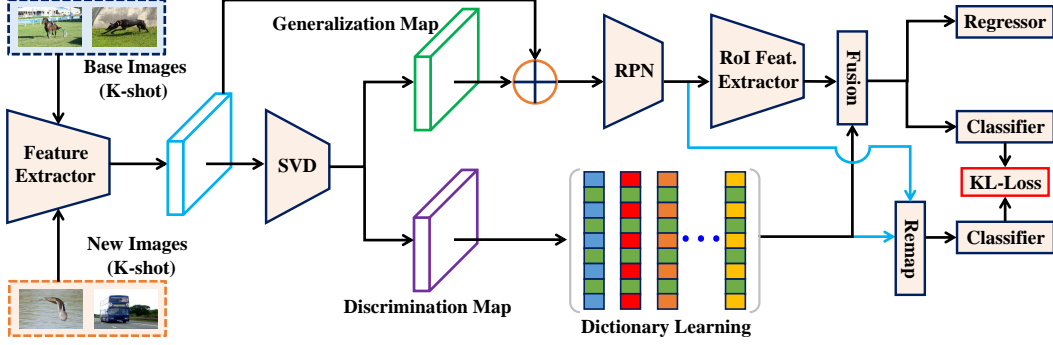 Base Images
(K-shot)
Feature
Extractor
New Images
(K-shot)
SVD
Generalization Map
Discrimination Map
RPN
RoI Feat.
Extractor
Fusion
Regressor
Classifier
KL-Loss
Classifier
Remap
Dictionary Learning